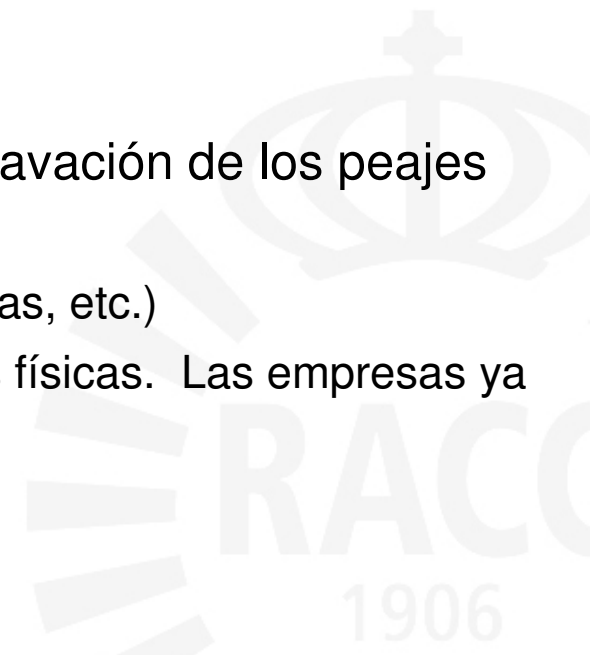 avación de los peajes
as, etc.)
físicas. Las empresas ya
RACC
1906